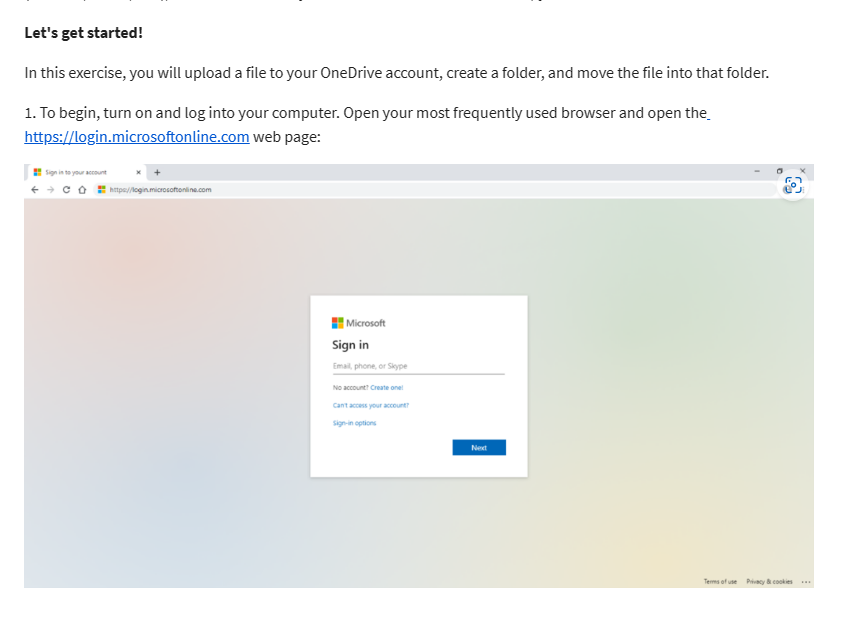 Let's get started!
In this exercise, you will upload a file to your OneDrive account, create a folder, and move the file into that folder.
1. To begin, turn on and log into your computer. Open your most frequently used browser and open the
https://login.microsoftonline.com web page:
Sign in to your account
https://login.microsoftonline.com
Microsoft
Sign in
Email, phone, or Skype
No account? Create one!
Can't access your account?
Sign-in options
Next
Terms of use Privacy & cookies ...